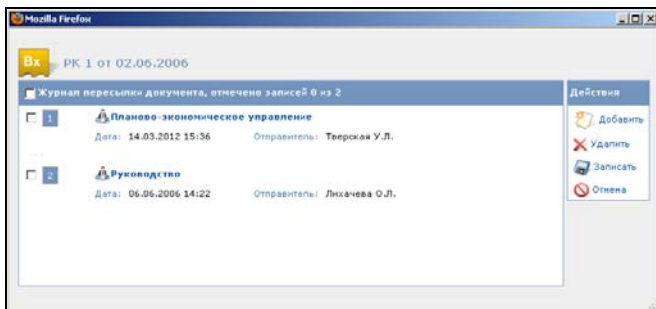 Mozilla Firefox
Вх РК 1 от 02.06.2006
Журнал пересылки документа, отмечено записей 0 из 2
1 Планово-экономическое управление
Дата: 14.03.2012 15:36 Отправитель: Тверская У.Л.
2 Руководство
Дата: 06.06.2006 14:22 Отправитель: Лихачева О.Л.
Действия
Добавить
Удалить
Записать
Отмена